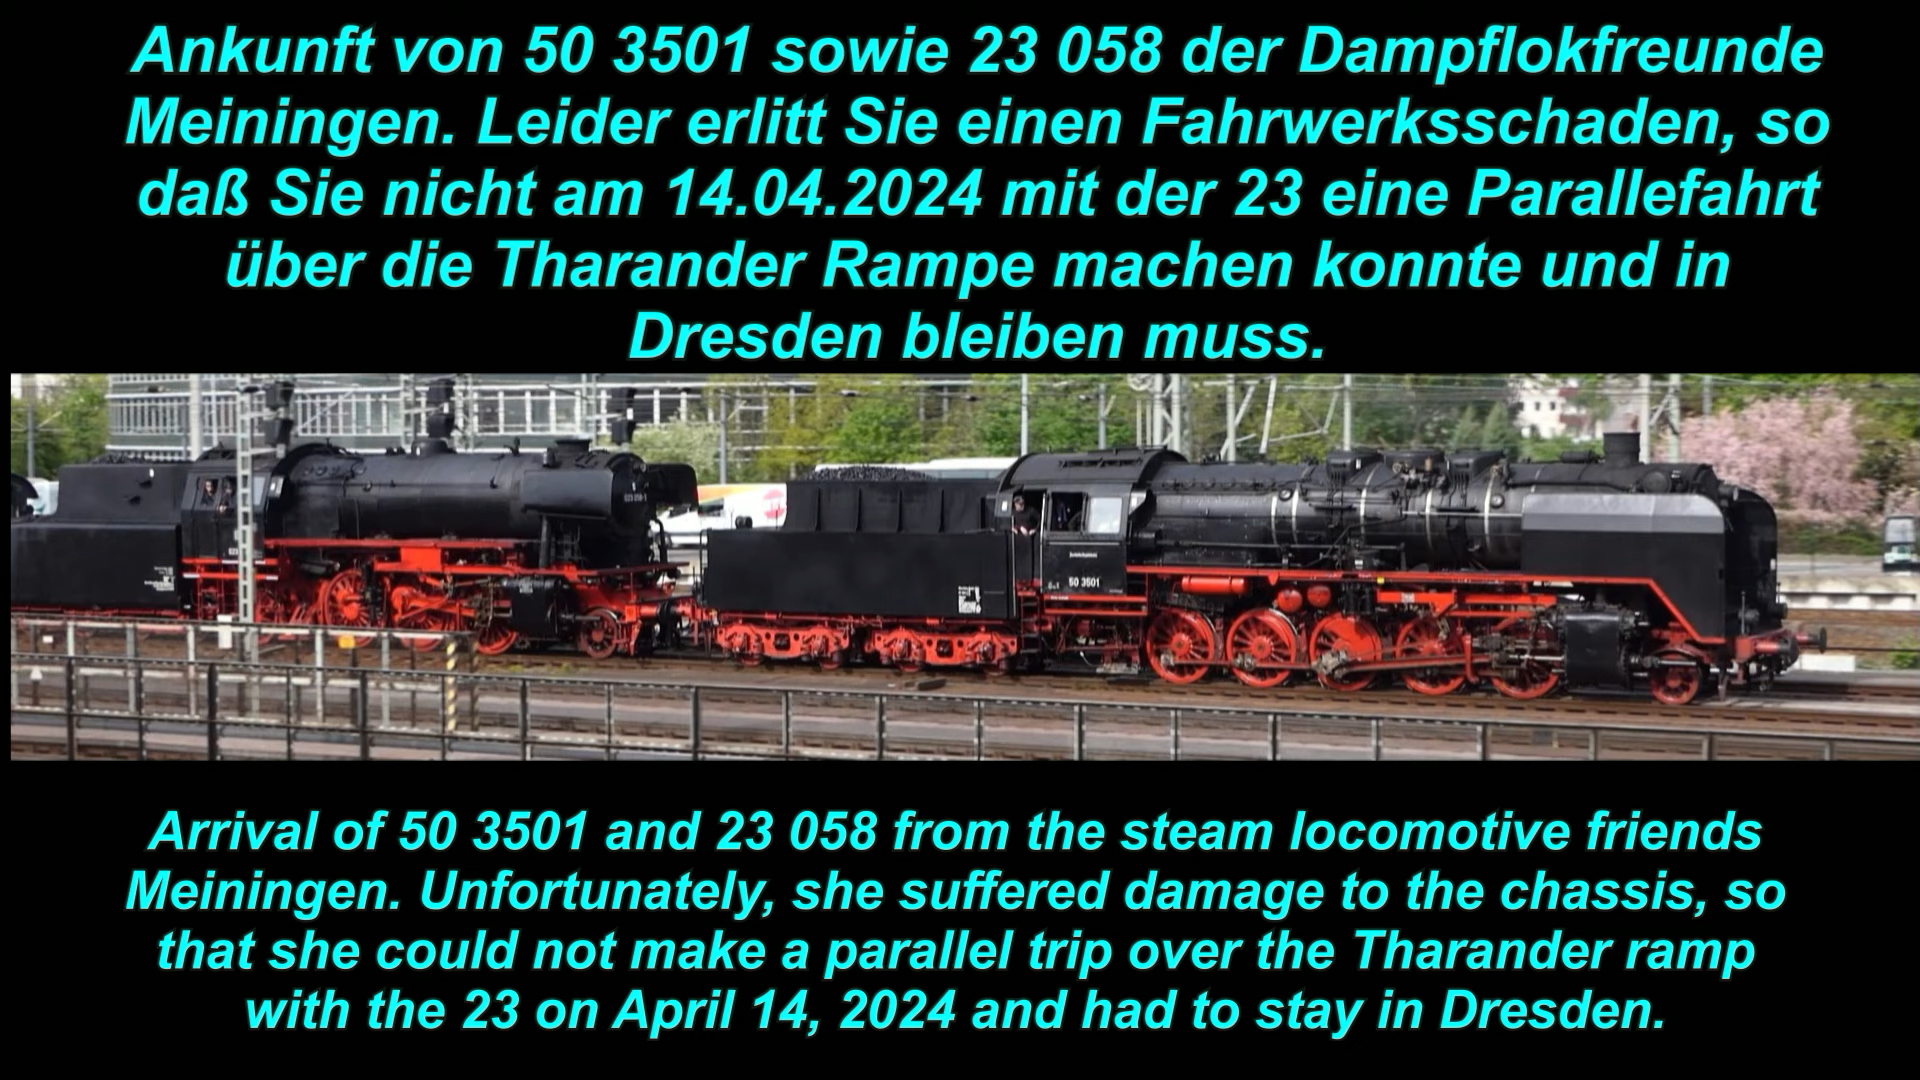 Ankunft von 50 3501 sowie 23 058 der Dampflokfreunde
Meiningen. Leider erlitt Sie einen Fahrwerksschaden, so
daß Sie nicht am 14.04.2024 mit der 23 eine Parallefahrt
über die Tharander Rampe machen konnte und in
Dresden bleiben muss.
50 3501
Arrival of 50 3501 and 23 058 from the steam locomotive friends
Meiningen. Unfortunately, she suffered damage to the chassis, so
that she could not make a parallel trip over the Tharander ramp
with the 23 on April 14, 2024 and had to stay in Dresden.